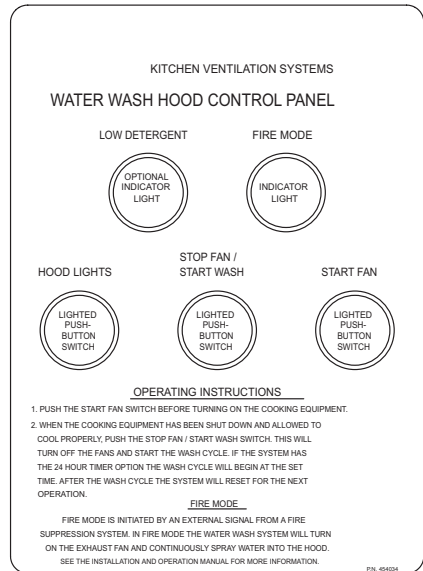 KITCHEN VENTILATION SYSTEMS
WATER WASH HOOD CONTROL PANEL
LOW DETERGENT FIRE MODE
OPTIONAL
INDICATOR
LIGHT
INDICATOR
LIGHT
STOP FAN /
START WASH
HOOD LIGHTS
START FAN
LIGHTED
PUSH-
BUTTON
SWITCH
LIGHTED
PUSH-
BUTTON
SWITCH
LIGHTED
PUSH-
BUTTON
SWITCH
OPERATING INSTRUCTIONS
1. PUSH THE START FAN SWITCH BEFORE TURNING ON THE COOKING EQUIPMENT.
2. WHEN THE COOKING EQUIPMENT HAS BEEN SHUT DOWN AND ALLOWED TO
COOL PROPERLY, PUSH THE STOP FAN / START WASH SWITCH. THIS WILL
TURN OFF THE FANS AND START THE WASH CYCLE. IF THE SYSTEM HAS
THE 24 HOUR TIMER OPTION THE WASH CYCLE WILL BEGIN AT THE SET
TIME. AFTER THE WASH CYCLE THE SYSTEM WILL RESET FOR THE NEXT
OPERATION.
FIRE MODE
FIRE MODE IS INITIATED BY AN EXTERNAL SIGNAL FROM A FIRE
SUPPRESSION SYSTEM. IN FIRE MODE THE WATER WASH SYSTEM WILL TURN
ON THE EXHAUST FAN AND CONTINUOUSLY SPRAY WATER INTO THE HOOD.
SEE THE INSTALLATION AND OPERATION MANUAL FOR MORE INFORMATION.
P.N. 454034